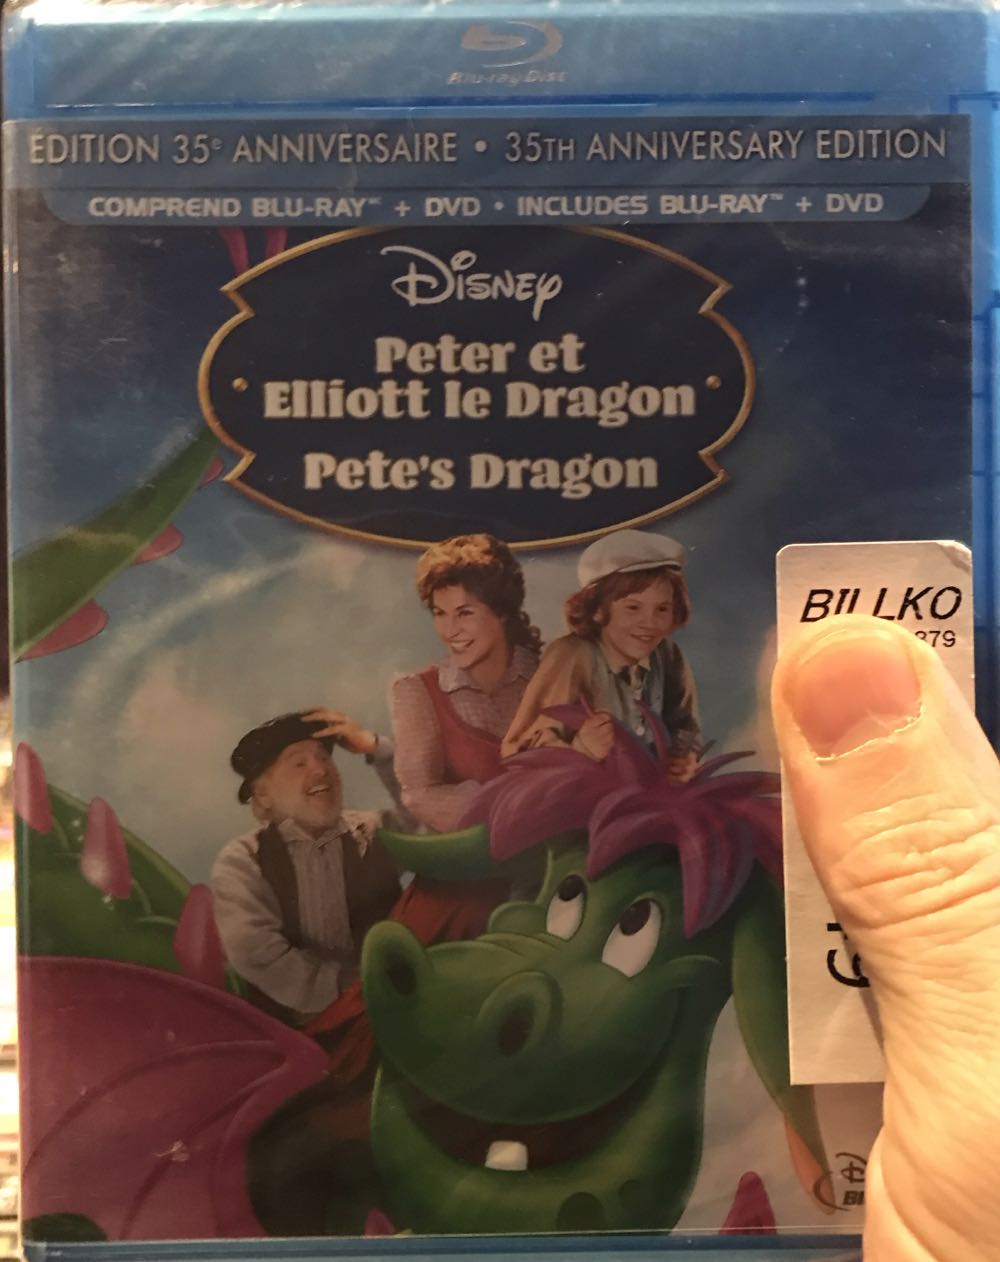 Blu-ray Disc
ÉDITION 35e ANNIVERSAIRE • 35TH ANNIVERSARY EDITION
COMPREND BLU-RAY™ + DVD • INCLUDES BLU-RAY™ + DVD
Disney
Peter et
• Elliott le Dragon •
Pete's Dragon
BILLKO
879